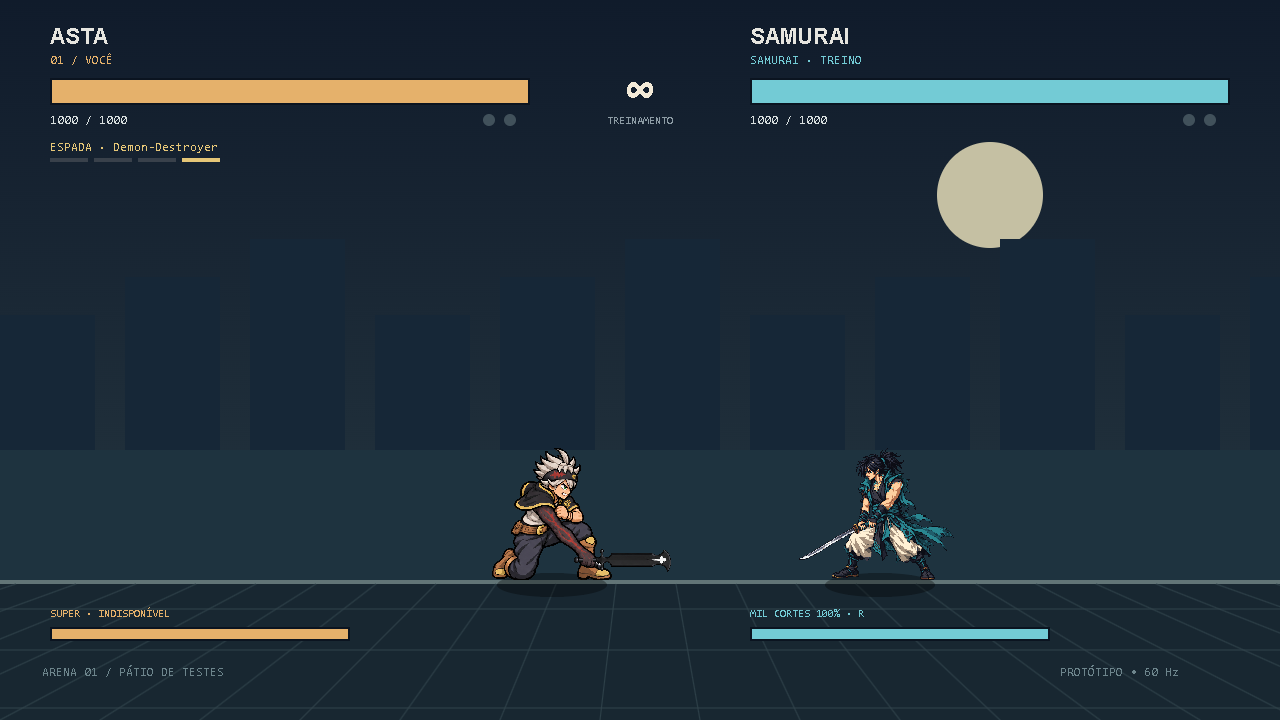 ASTA
01 / VOCÊ
1000 / 1000
ESPADA · Demon-Destroyer
∞
TREINAMENTO
SAMURAI
SAMURAI · TREINO
1000 / 1000
SUPER · INDISPONÍVEL
MIL CORTES 100% · R
ARENA 01 / PÁTIO DE TESTES
PROTÓTIPO • 60 Hz